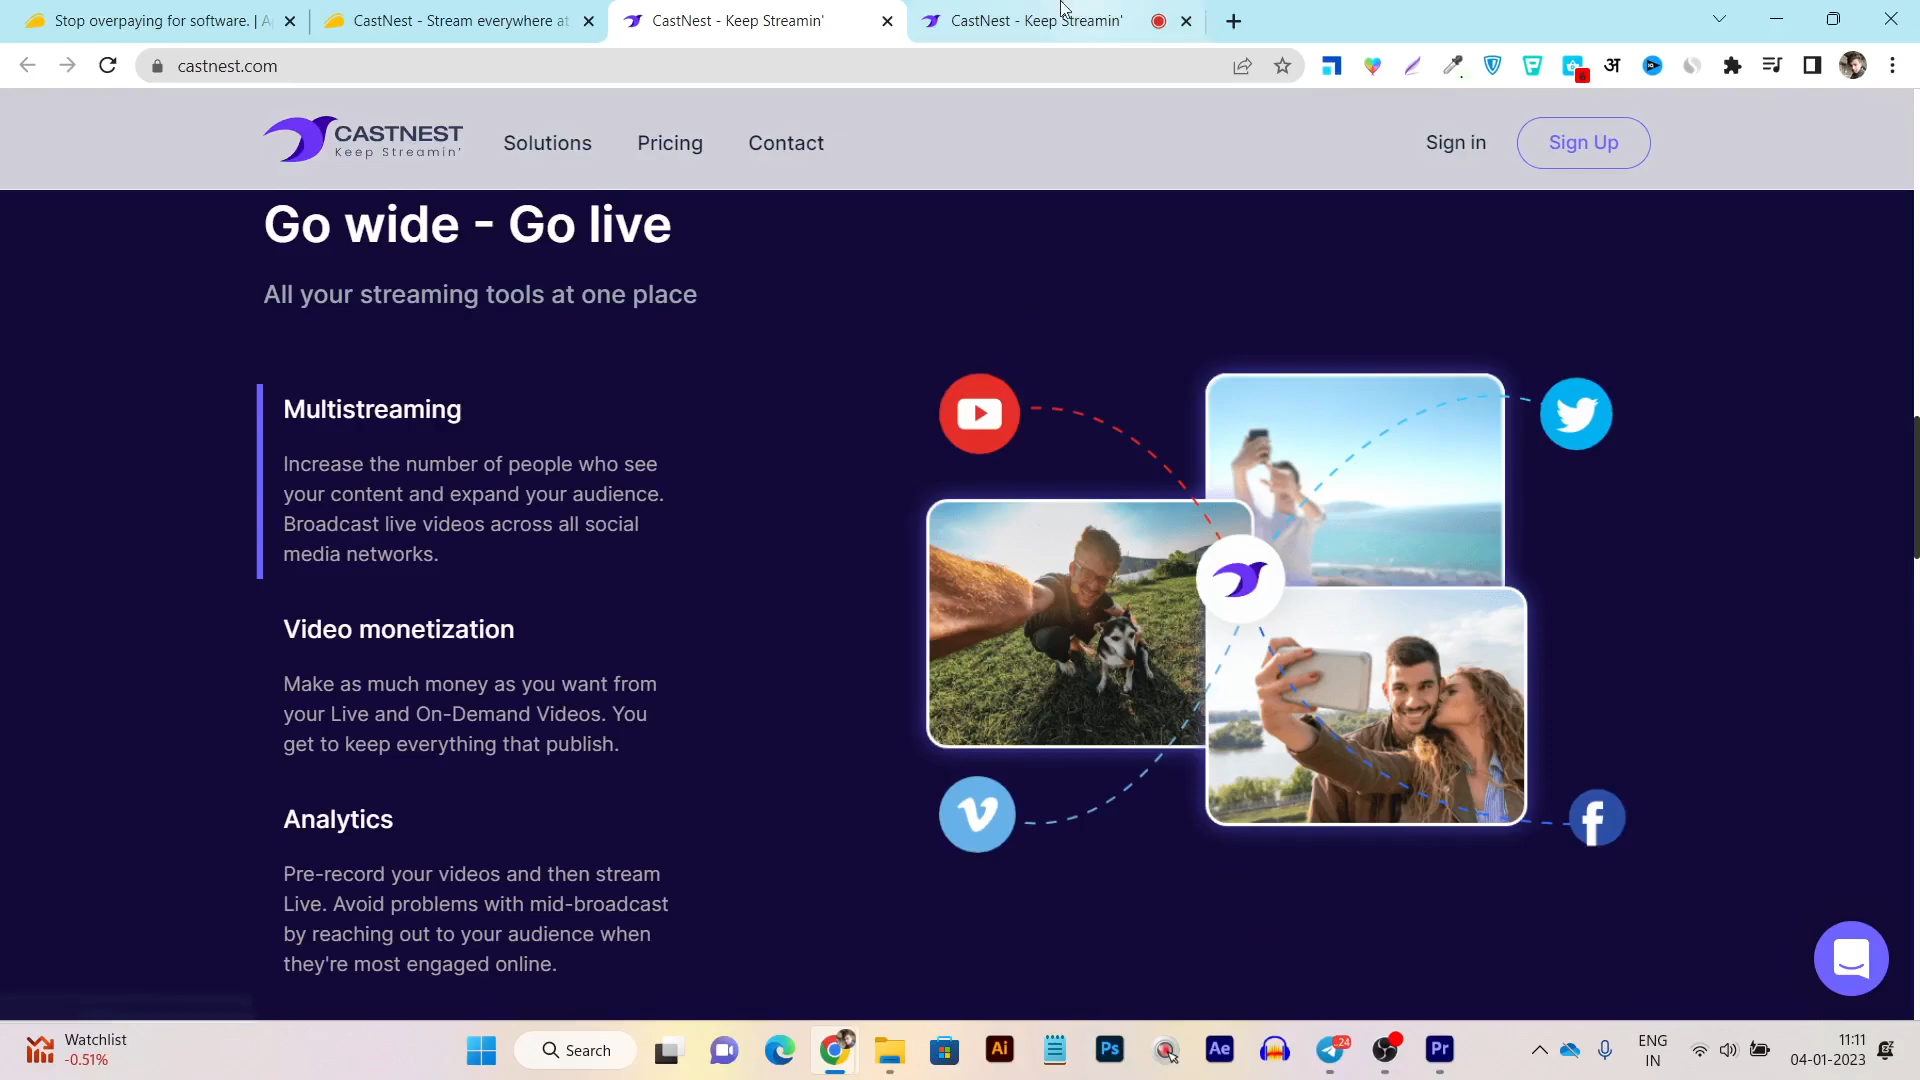 Stop overpaying for software. | A
CastNest - Stream everywhere at
CastNest - Keep Streamin'
CastNest - Keep Streamin'
castnest.com
अ
CASTNEST
Keep Streamin'
Solutions
Pricing
Contact
Sign in
Sign Up
Go wide - Go live
All your streaming tools at one place
Multistreaming
Increase the number of people who see
your content and expand your audience.
Broadcast live videos across all social
media networks.
Video monetization
Make as much money as you want from
your Live and On-Demand Videos. You
get to keep everything that publish.
Analytics
Pre-record your videos and then stream
Live. Avoid problems with mid-broadcast
by reaching out to your audience when
they're most engaged online.
Watchlist
-0.51%
Search
Ai
Ps
Ae
24
Pr
ENG
IN
11:11
04-01-2023